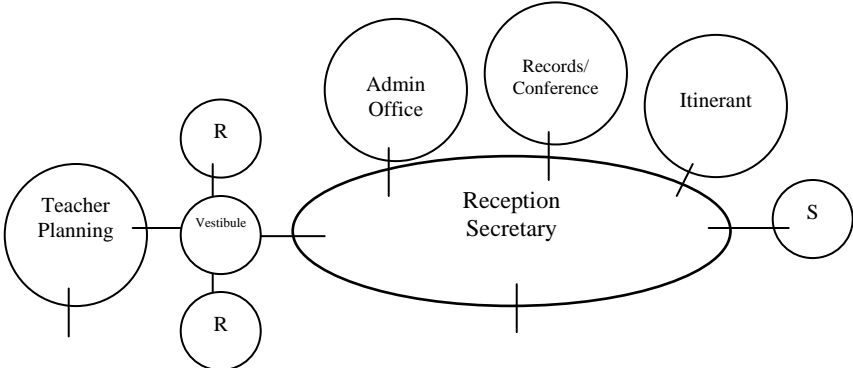 Admin
Office
Records/
Conference
Itinerant
R
Teacher
Planning
Vestibule
Reception
Secretary
S
R